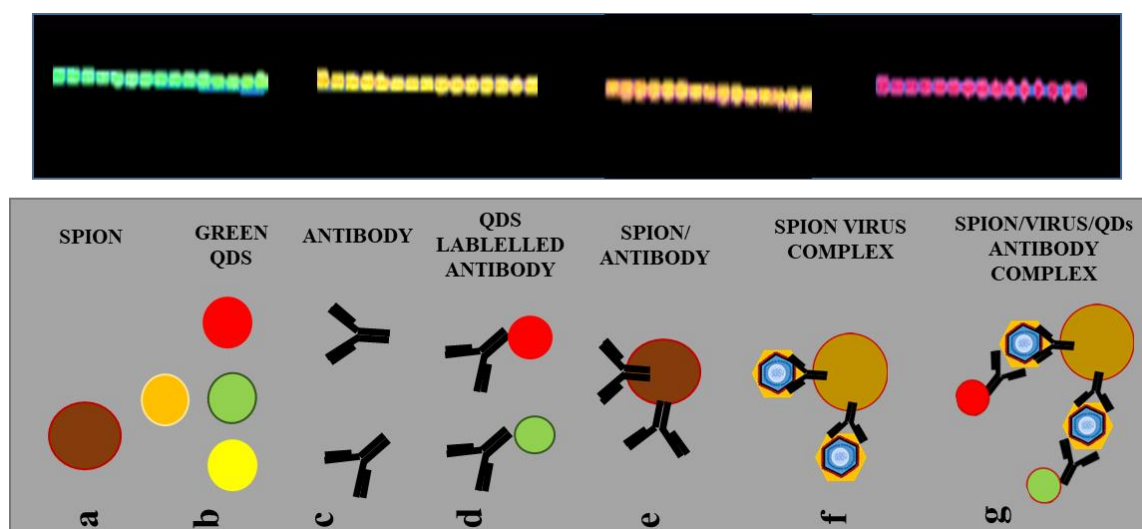 SPION
GREEN
QDS
ANTIBODY
QDS
LABLELLED
ANTIBODY
SPION/
ANTIBODY
SPION VIRUS
COMPLEX
SPION/VIRUS/QDs
ANTIBODY
COMPLEX
a
b
c
d
e
f
g